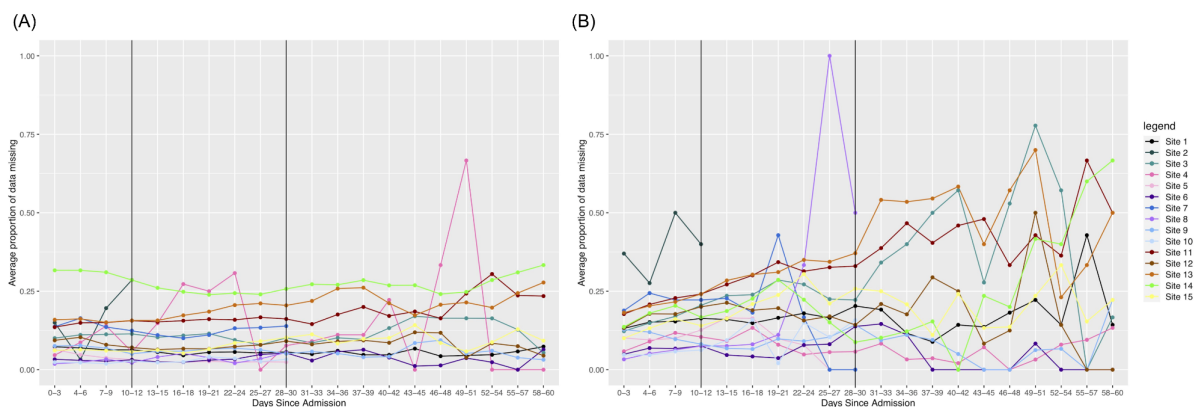 (A)
(B)
Average proportion of data missing
1.00
0.75
0.50
0.25
0.00
0–3 4–6 7–9 10–12 13–15 16–18 19–21 22–24 25–27 28–30 31–33 34–36 37–39 40–42 43–45 46–48 49–51 52–54 55–57 58–60
Days Since Admission
Average proportion of data missing
1.00
0.75
0.50
0.25
0.00
0–3 4–6 7–9 10–12 13–15 16–18 19–21 22–24 25–27 28–30 31–33 34–36 37–39 40–42 43–45 46–48 49–51 52–54 55–57 58–60
Days Since Admission
legend
Site 1
Site 2
Site 3
Site 4
Site 5
Site 6
Site 7
Site 8
Site 9
Site 10
Site 11
Site 12
Site 13
Site 14
Site 15